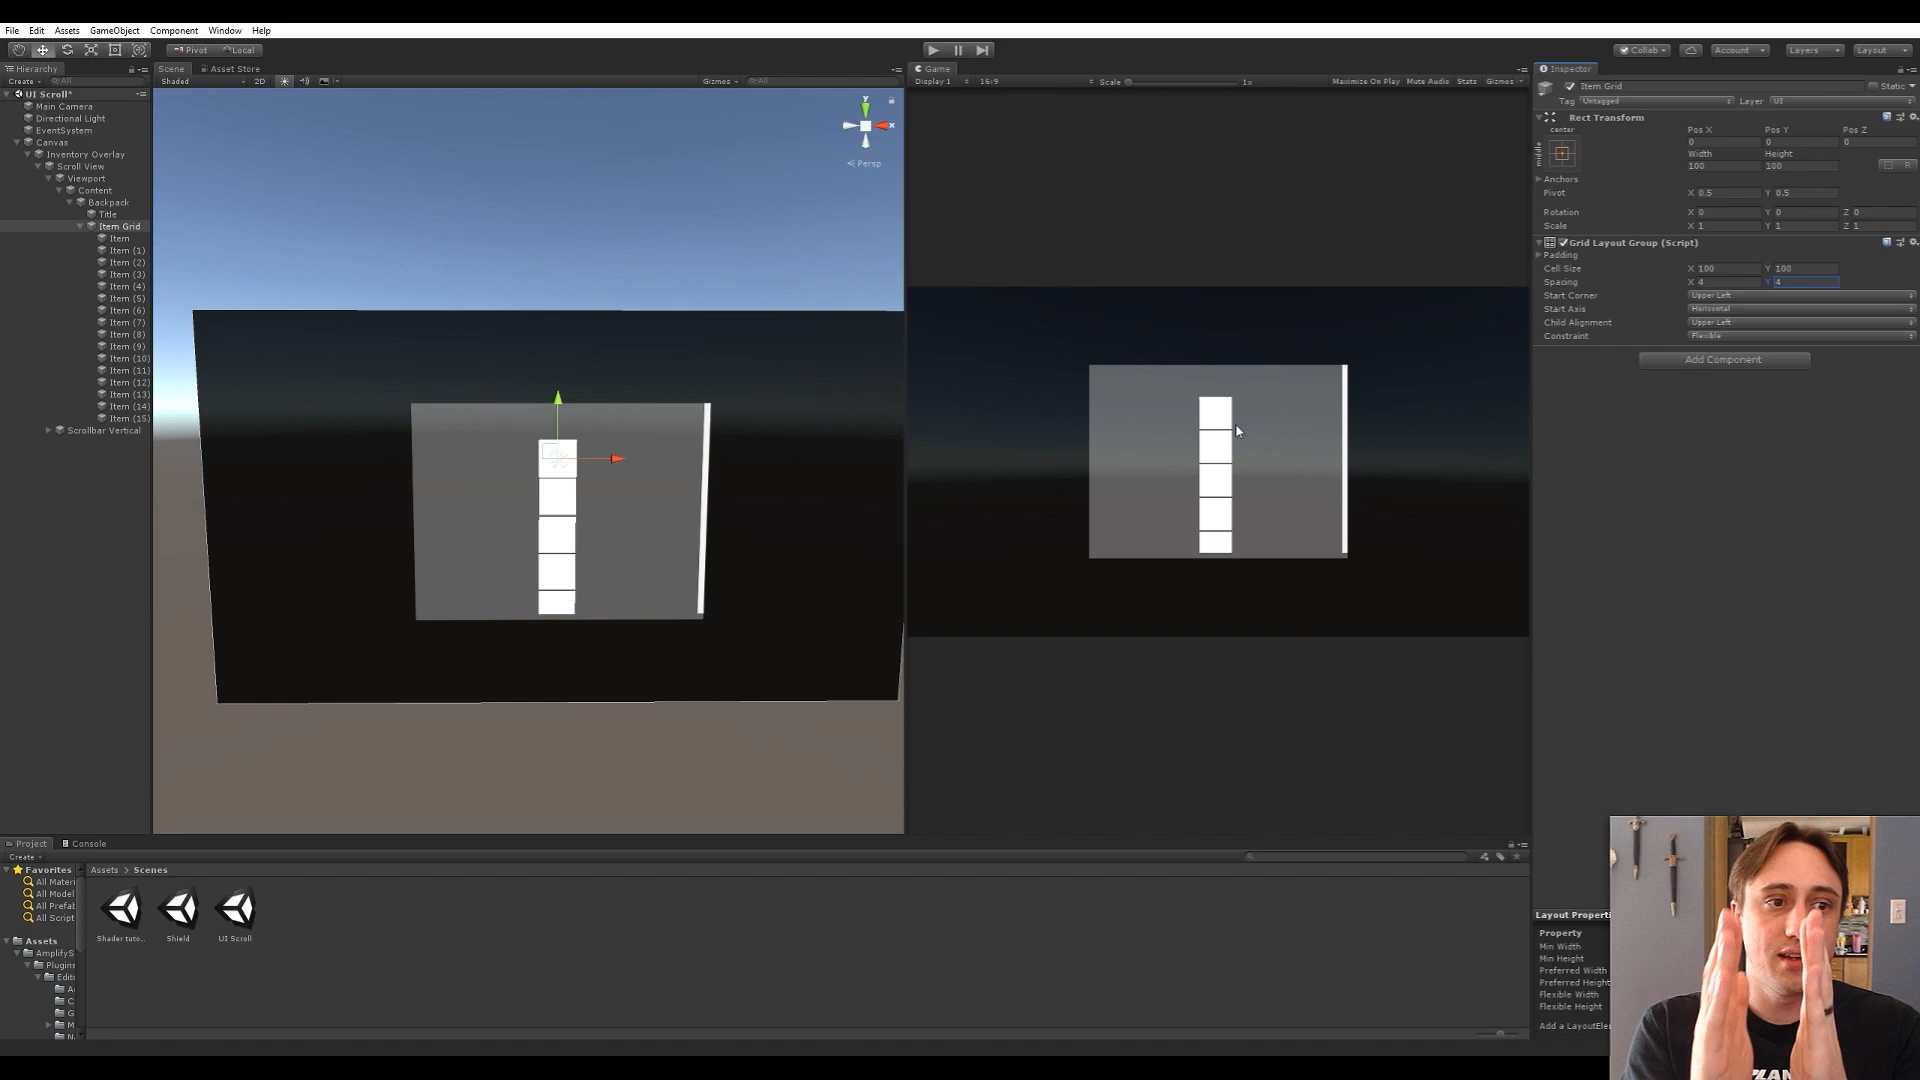 File Edit Assets GameObject Component Window Help
Pivot Local
Collab Account Layers Layout
Hierarchy
Create All
UI Scroll*
Main Camera
Directional Light
EventSystem
Canvas
Inventory Overlay
Scroll View
Viewport
Content
Backpack
Title
Item Grid
Item
Item (1)
Item (2)
Item (3)
Item (4)
Item (5)
Item (6)
Item (7)
Item (8)
Item (9)
Item (10)
Item (11)
Item (12)
Item (13)
Item (14)
Item (15)
Scrollbar Vertical
Scene Asset Store
Shaded 2D Gizmos All
y
x
Persp
Game
Display 1 16:9 Scale 1x Maximize On Play Mute Audio Stats Gizmos
Inspector
Item Grid Static
Tag Untagged Layer UI
Rect Transform
center
middle
Pos X Pos Y Pos Z
0 0 0
Width Height
100 100
R
Anchors
Pivot X 0.5 Y 0.5
Rotation X 0 Y 0 Z 0
Scale X 1 Y 1 Z 1
Grid Layout Group (Script)
Padding
Cell Size X 100 Y 100
Spacing X 4 Y 4
Start Corner Upper Left
Start Axis Horizontal
Child Alignment Upper Left
Constraint Flexible
Add Component
Project Console
Create
Favorites
All Materi
All Model
All Prefab
All Script
Assets
AmplifyS
Plugins
Edito
Assets > Scenes
Shader tuto...
Shield
UI Scroll
Layout Properti
Property
Min Width
Min Height
Preferred Width
Preferred Height
Flexible Width
Flexible Height
Add a LayoutEle